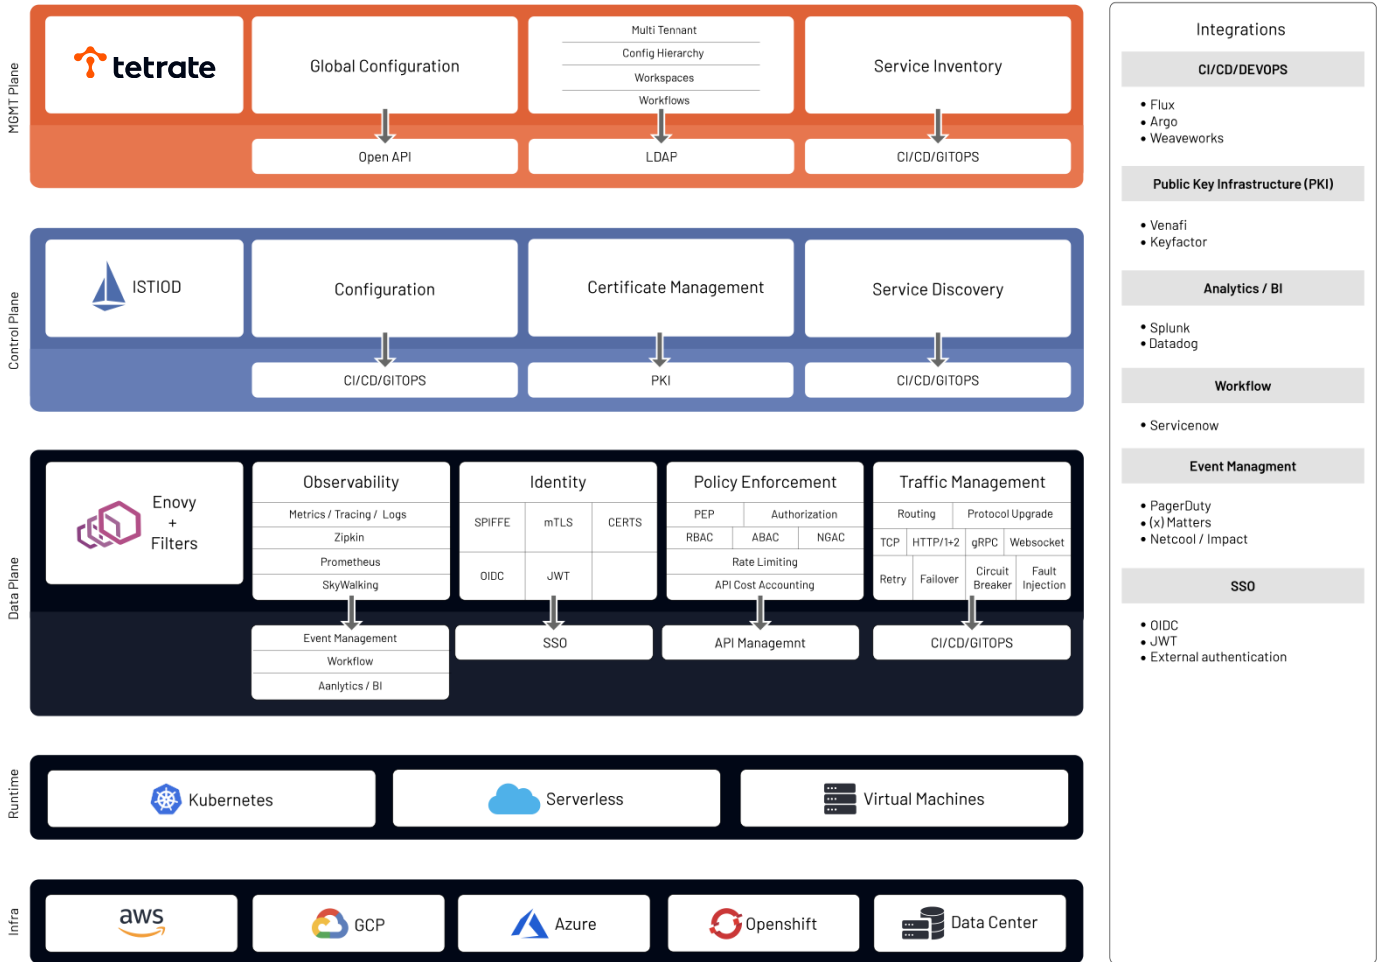 MGMT Plane
tetrate
Global Configuration
Multi Tennant
Config Hierarchy
Workspaces
Workflows
Service Inventory
Open API
LDAP
CI/CD/GITOPS
Control Plane
ISTIOD
Configuration
Certificate Management
Service Discovery
CI/CD/GITOPS
PKI
CI/CD/GITOPS
Data Plane
Enovy
+
Filters
Observability
Metrics / Tracing / Logs
Zipkin
Prometheus
SkyWalking
Identity
SPIFFE mTLS CERTS
OIDC JWT
Policy Enforcement
PEP Authorization
RBAC ABAC NGAC
Rate Limiting
API Cost Accounting
Traffic Management
Routing Protocol Upgrade
TCP HTTP/1+2 gRPC Websocket
Retry Failover Circuit Breaker Fault Injection
Event Management
Workflow
Aanlytics / BI
SSO
API Managemnt
CI/CD/GITOPS
Runtime
Kubernetes
Serverless
Virtual Machines
Infra
aws
GCP
Azure
Openshift
Data Center
Integrations
CI/CD/DEVOPS
• Flux
• Argo
• Weaveworks
Public Key Infrastructure (PKI)
• Venafi
• Keyfactor
Analytics / BI
• Splunk
• Datadog
Workflow
• Servicenow
Event Managment
• PagerDuty
• (x) Matters
• Netcool / Impact
SSO
• OIDC
• JWT
• External authentication